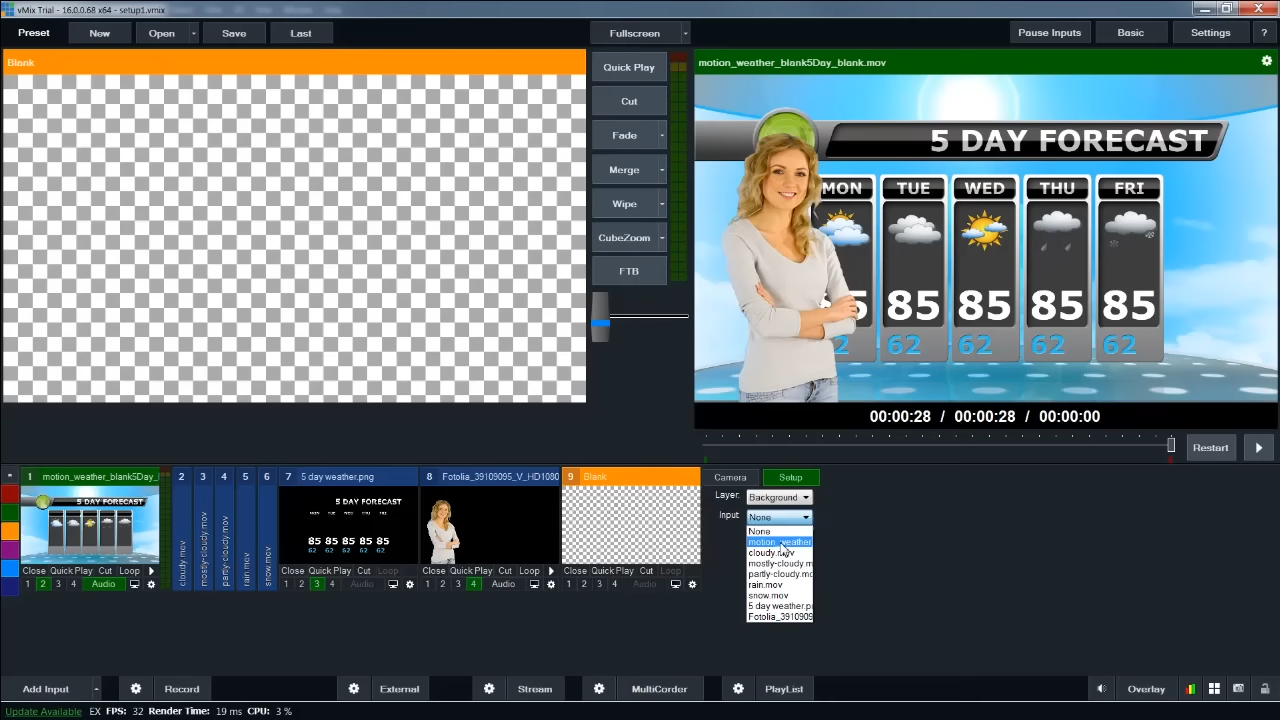 vMix Trial - 16.0.0.68 x64 - setup1.vmix
Preset
New
Open
Save
Last
Fullscreen
Pause Inputs
Basic
Settings
?
Blank
Quick Play
Cut
Fade
Merge
Wipe
CubeZoom
FTB
motion_weather_blank5Day_blank.mov
5 DAY FORECAST
MON TUE WED THU FRI
85 85 85 85 85
2 62 62 62 62
00:00:28 / 00:00:28 / 00:00:00
Restart
1 motion_weather_blank5Day_
5 DAY FORECAST
Close Quick Play Cut Loop
1 2 3 4 Audio
2 cloudy.mov
3 mostly-cloudy.mov
4 partly-cloudy.mov
5 rain.mov
6 snow.mov
7 5 day weather.png
5 DAY FORECAST
MON TUE WED THU FRI
85 85 85 85 85
62 62 62 62 62
Close Quick Play Cut Loop
1 2 3 4 Audio
8 Fotolia_39109095_V_HD1080
Close Quick Play Cut Loop
1 2 3 4 Audio
9 Blank
Close Quick Play Cut Loop
1 2 3 4 Audio
Camera
Setup
Layer: Background
Input: None
None
motion_weather
cloudy.mov
mostly-cloudy.m
partly-cloudy.mo
rain.mov
snow.mov
5 day weather.p
Fotolia_3910909
Add Input
Record
External
Stream
MultiCorder
PlayList
Overlay
Update Available EX FPS: 32 Render Time: 19 ms CPU: 3 %